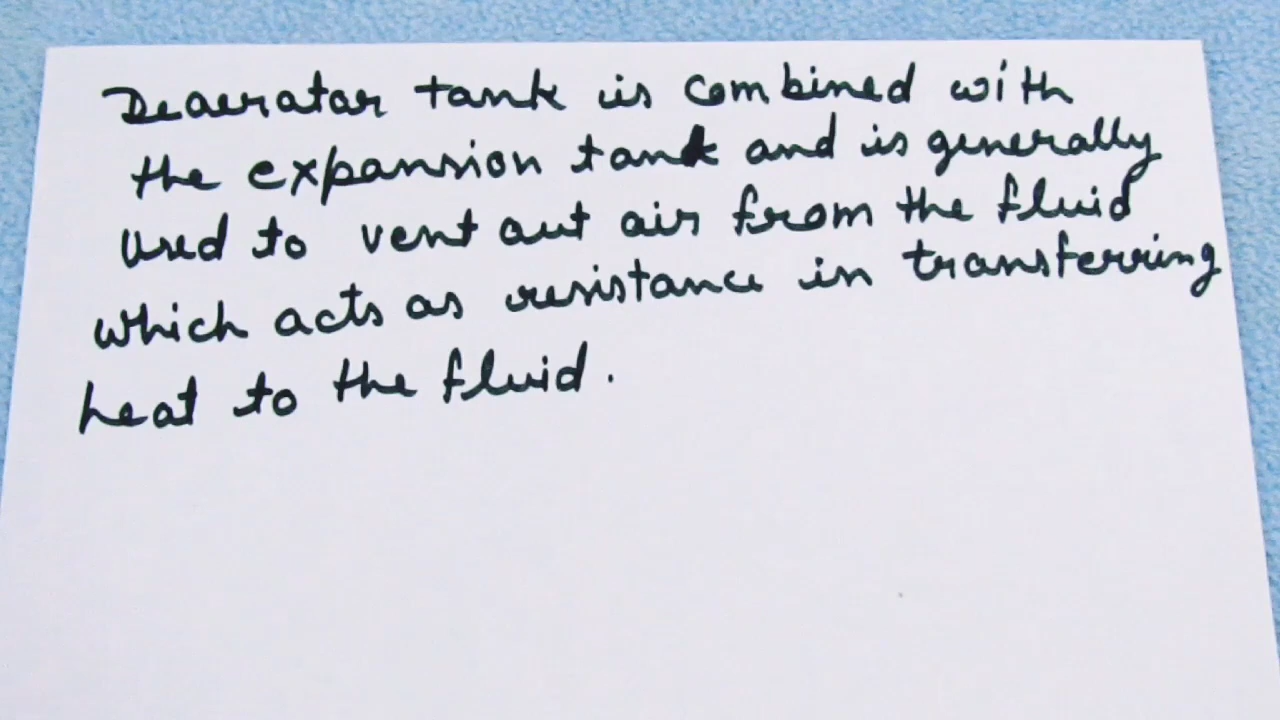 Deaerator tank is combined with
the expansion tank and is generally
used to vent out air from the fluid
which acts as resistance in transferring
heat to the fluid.